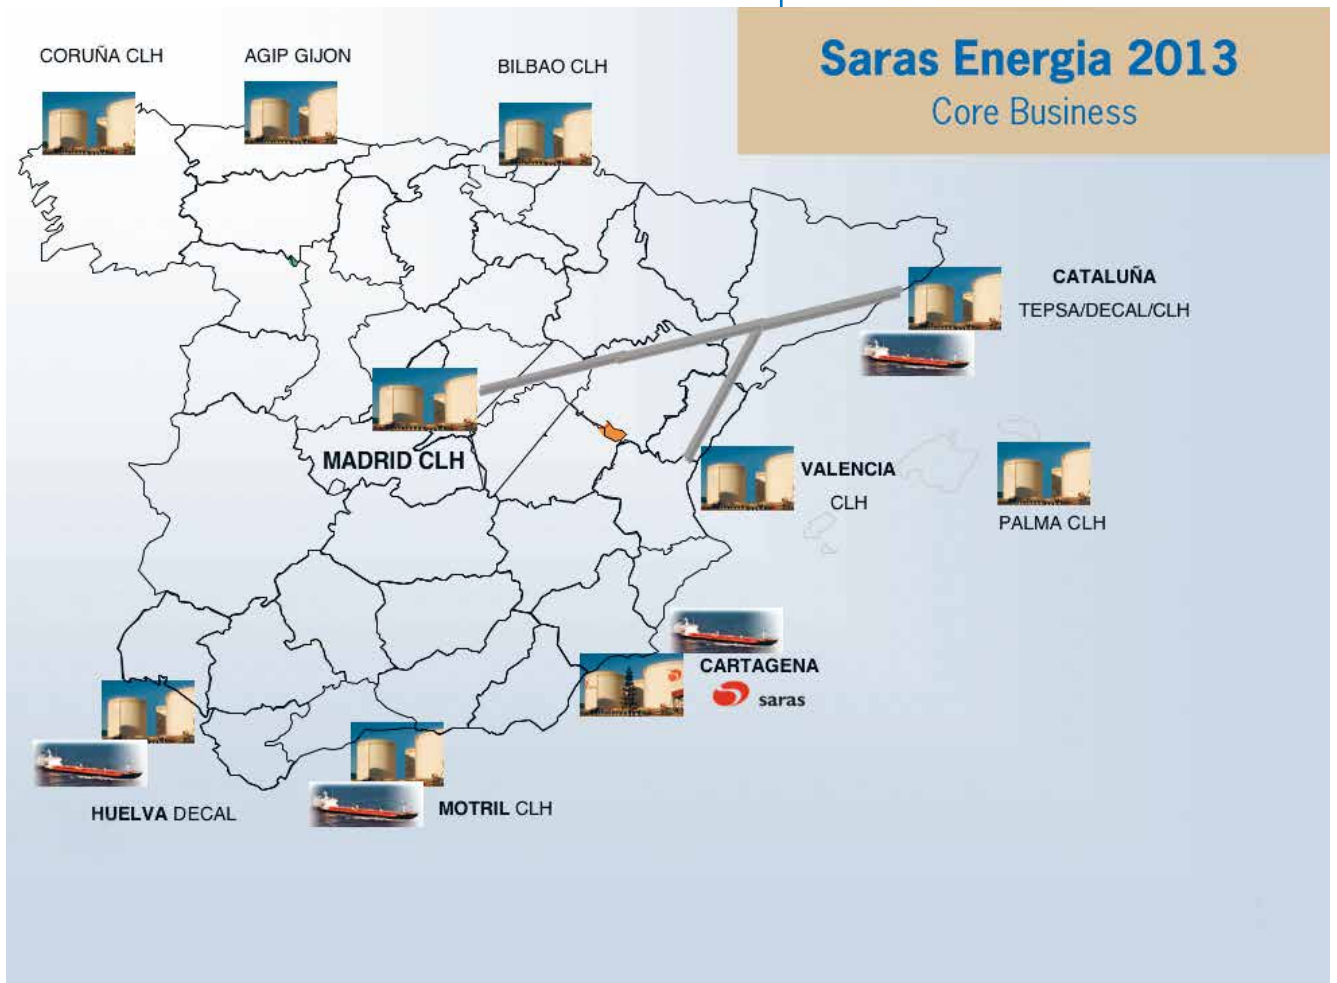 Saras Energia 2013
Core Business
CORUÑA CLH
AGIP GIJON
BILBAO CLH
CATALUÑA
TEPSA/DECAL/CLH
MADRID CLH
VALENCIA
CLH
PALMA CLH
CARTAGENA
saras
HUELVA DECAL
MOTRIL CLH